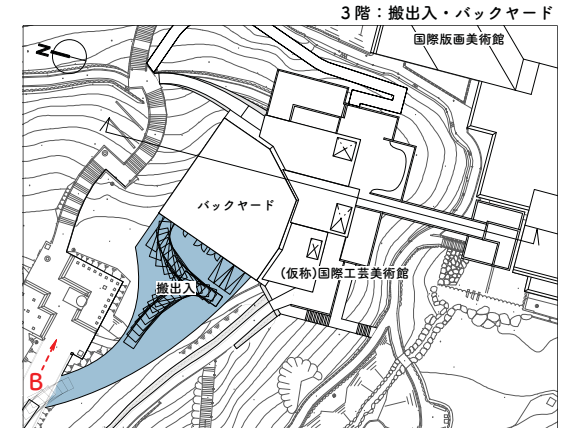 3階：搬出入・バックヤード
国際版画美術館
N
バックヤード
(仮称)国際工芸美術館
搬出入
B